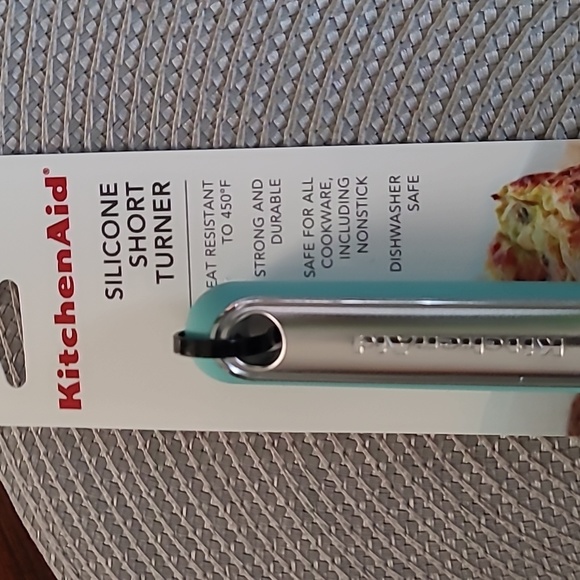 KitchenAid®
SILICONE
SHORT
TURNER
EAT RESISTANT
TO 450°F
STRONG AND
DURABLE
SAFE FOR ALL
COOKWARE,
INCLUDING
NONSTICK
DISHWASHER
SAFE
KitchenAid